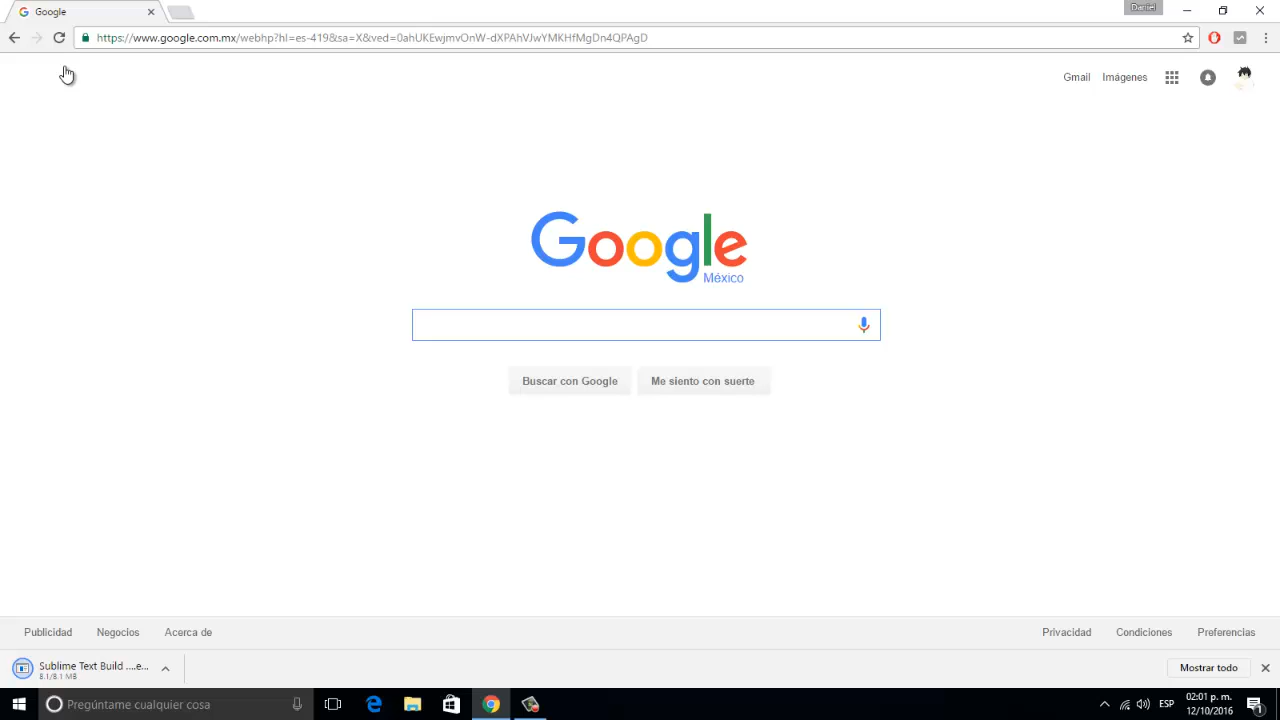 Google
Daniel
https://www.google.com.mx/webhp?hl=es-419&sa=X&ved=0ahUKEwjmvOnW-dXPAhVJwYMKHfMgDn4QPAgD
Gmail Imágenes
Google
México
Buscar con Google Me siento con suerte
Publicidad Negocios Acerca de Privacidad Condiciones Preferencias
Sublime Text Build ....e...
8.1/8.1 MB
Mostrar todo
Pregúntame cualquier cosa
ESP
02:01 p. m.
12/10/2016
1